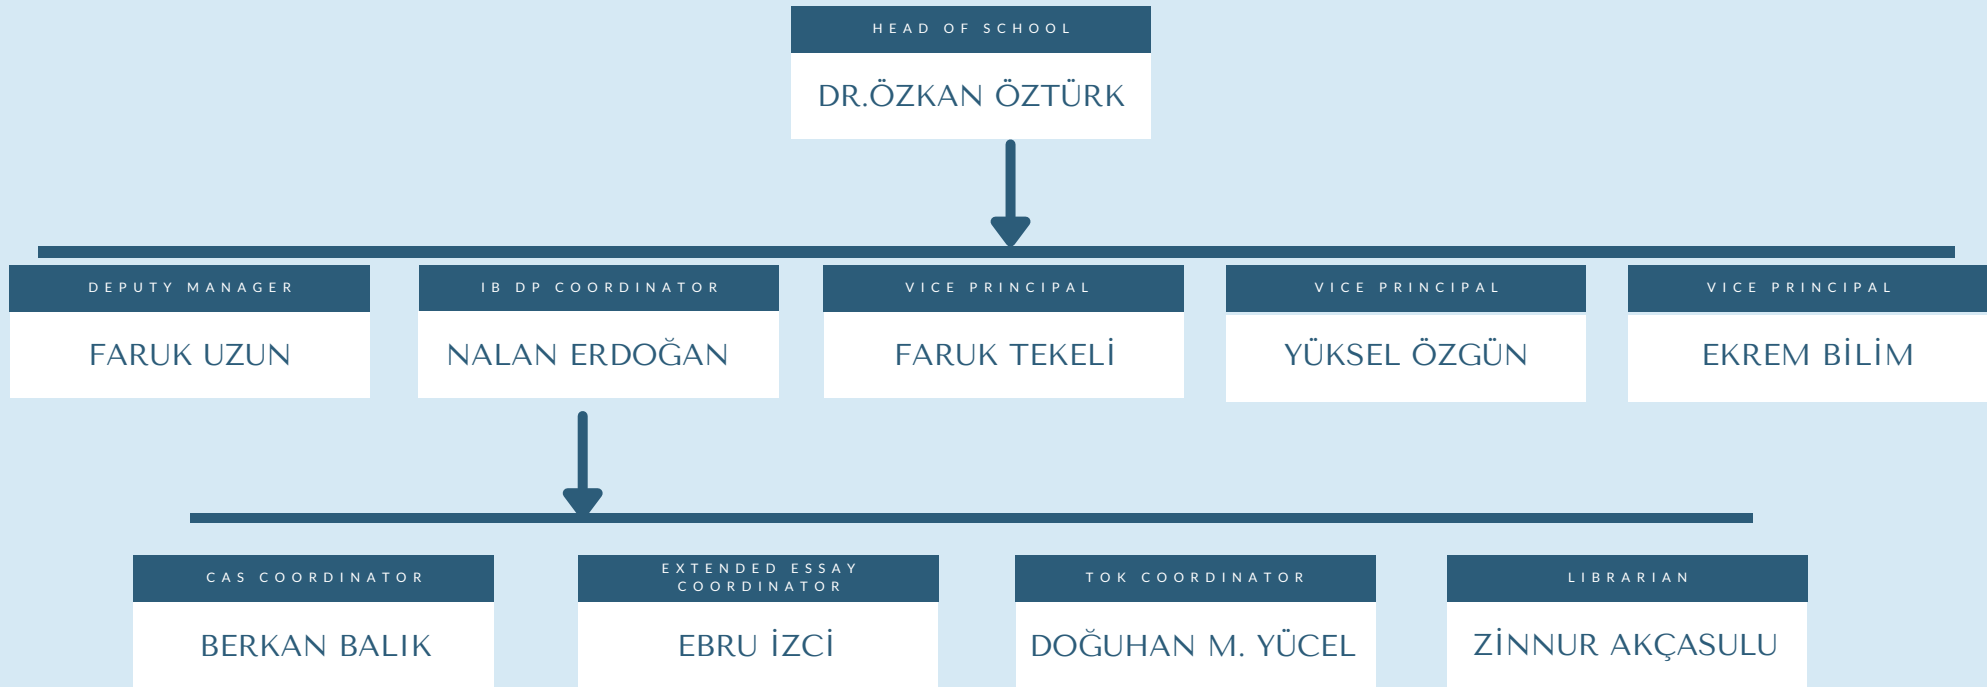 HEAD OF SCHOOL
DR.ÖZKAN ÖZTÜRK
DEPUTY MANAGER
FARUK UZUN
IB DP COORDINATOR
NALAN ERDOĞAN
VICE PRINCIPAL
FARUK TEKELİ
VICE PRINCIPAL
YÜKSEL ÖZGÜN
VICE PRINCIPAL
EKREM BİLİM
CAS COORDINATOR
BERKAN BALIK
EXTENDED ESSAY
COORDINATOR
EBRU İZCİ
TOK COORDINATOR
DOĞUHAN M. YÜCEL
LIBRARIAN
ZİNNUR AKÇASULU